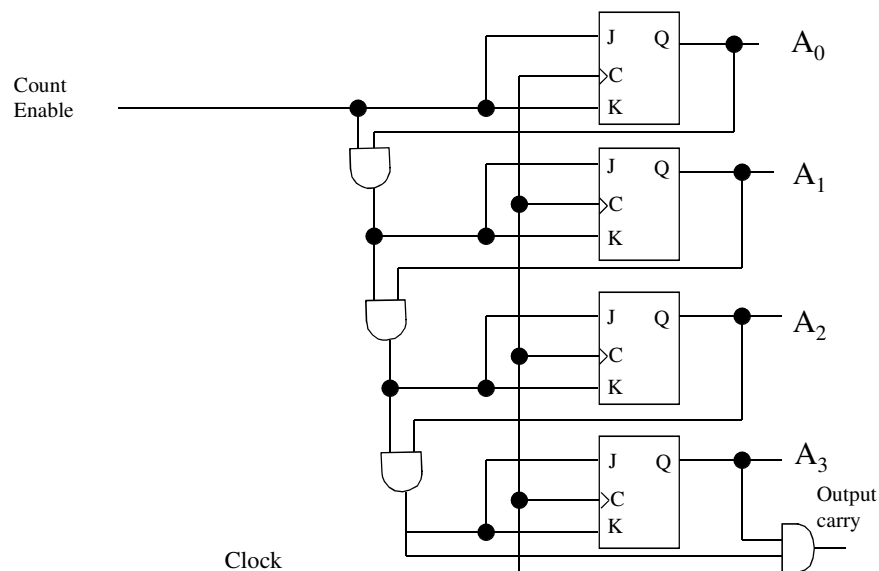 J Q A0
C
K
Count
Enable
J Q A1
C
K
J Q A2
C
K
J Q A3
C
K
Output
carry
Clock